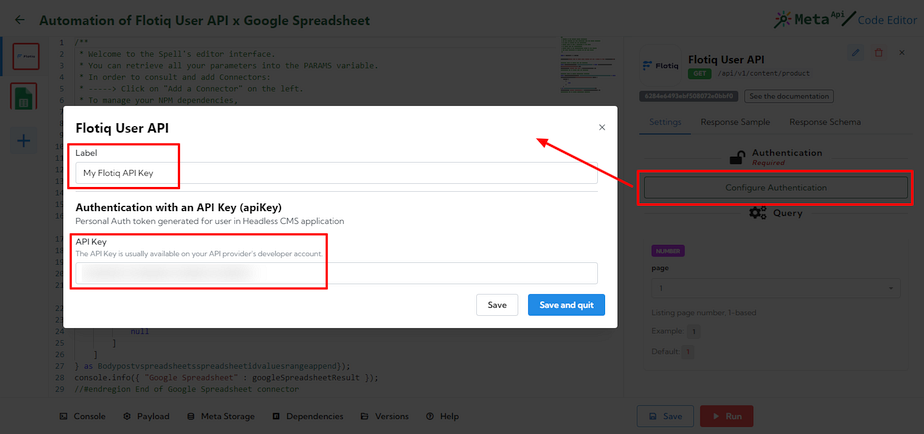 Automation of Flotiq User API x Google Spreadsheet
Meta Api / Code Editor
1 /**
* Welcome to the Spell's editor interface.
* You can retrieve all your parameters into the PARAMS variable.
* In order to consult and add Connectors:
* -----> Click on "Add a Connector" on the left.
* To manage your NPM dependencies,
Flotiq
Flotiq User API
GET /api/v1/content/product
See the documentation
Settings Response Sample Response Schema
Authentication
Required
Configure Authentication
Query
NUMBER
page
1
Listing page number, 1-based
Example: 1
Default: 1
Flotiq User API
Label
My Flotiq API Key
Authentication with an API Key (apiKey)
Personal Auth token generated for user in Headless CMS application
API Key
The API Key is usually available on your API provider's developer account.
Save Save and quit
24 null
25 ]
26 }
27 } as Bodypostvspreadsheetsspreadsheetidvaluesrangeappend});
28 console.info({ "Google Spreadsheet" : googleSpreadsheetResult });
29 //#endregion End of Google Spreadsheet connector
Console Payload Meta Storage Dependencies Versions Help
Save Run